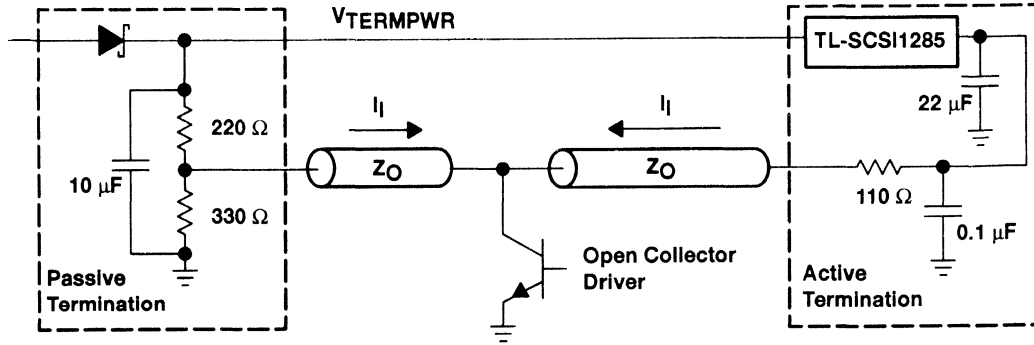 VTERMPWR
TL-SCSI1285
22 μF
II
II
220 Ω
ZO
ZO
10 μF
330 Ω
110 Ω
0.1 μF
Open Collector
Driver
Passive
Termination
Active
Termination